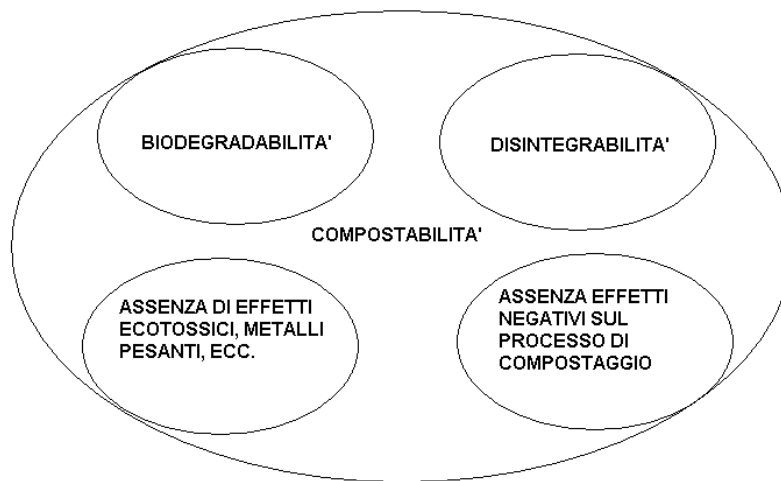 BIODEGRADABILITA'
DISINTEGRABILITA'
COMPOSTABILITA'
ASSENZA DI EFFETTI
ECOTOSSICI, METALLI
PESANTI, ECC.
ASSENZA EFFETTI
NEGATIVI SUL
PROCESSO DI
COMPOSTAGGIO